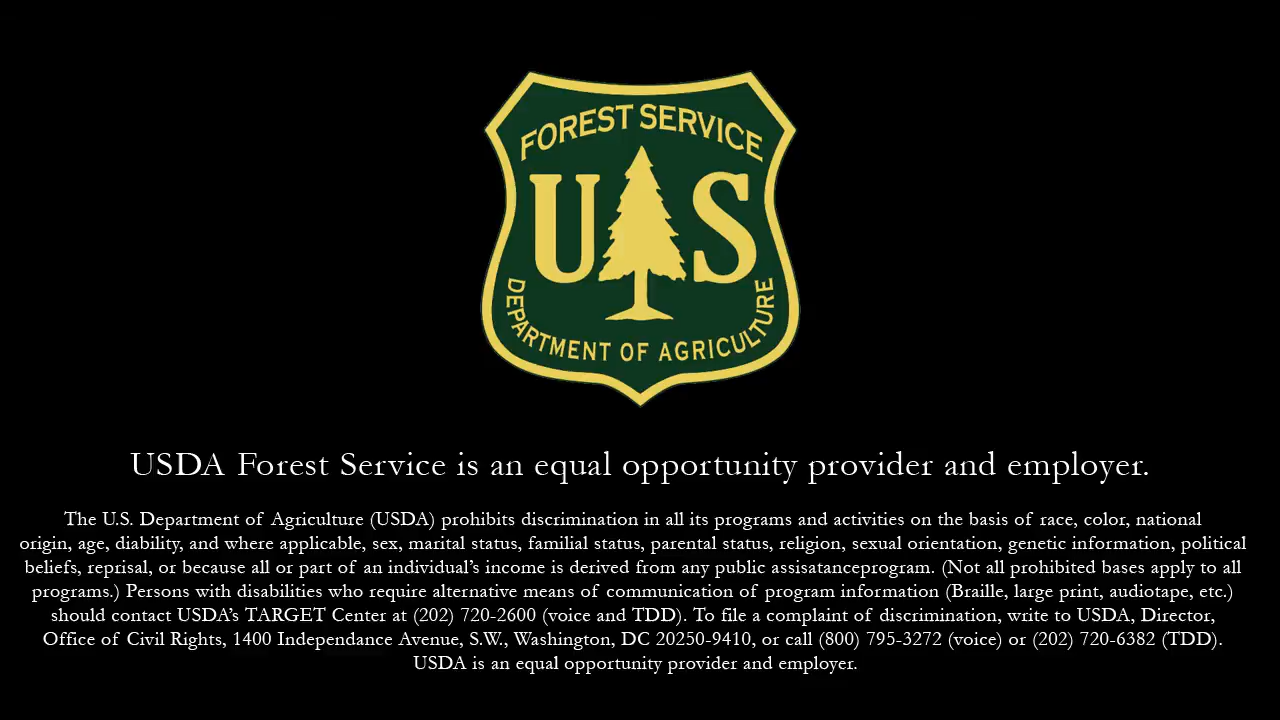 FOREST SERVICE
U S
DEPARTMENT OF AGRICULTURE
USDA Forest Service is an equal opportunity provider and employer.
The U.S. Department of Agriculture (USDA) prohibits discrimination in all its programs and activities on the basis of race, color, national
origin, age, diability, and where applicable, sex, marital status, familial status, parental status, religion, sexual orientation, genetic information, political
beliefs, reprisal, or because all or part of an individual's income is derived from any public assisatanceprogram. (Not all prohibited bases apply to all
programs.) Persons with disabilities who require alternative means of communication of program information (Braille, large print, audiotape, etc.)
should contact USDA's TARGET Center at (202) 720-2600 (voice and TDD). To file a complaint of discrimination, write to USDA, Director,
Office of Civil Rights, 1400 Independance Avenue, S.W., Washington, DC 20250-9410, or call (800) 795-3272 (voice) or (202) 720-6382 (TDD).
USDA is an equal opportunity provider and employer.